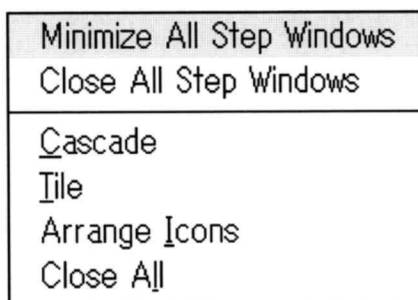 Minimize All Step Windows
Close All Step Windows
Cascade
Tile
Arrange Icons
Close All